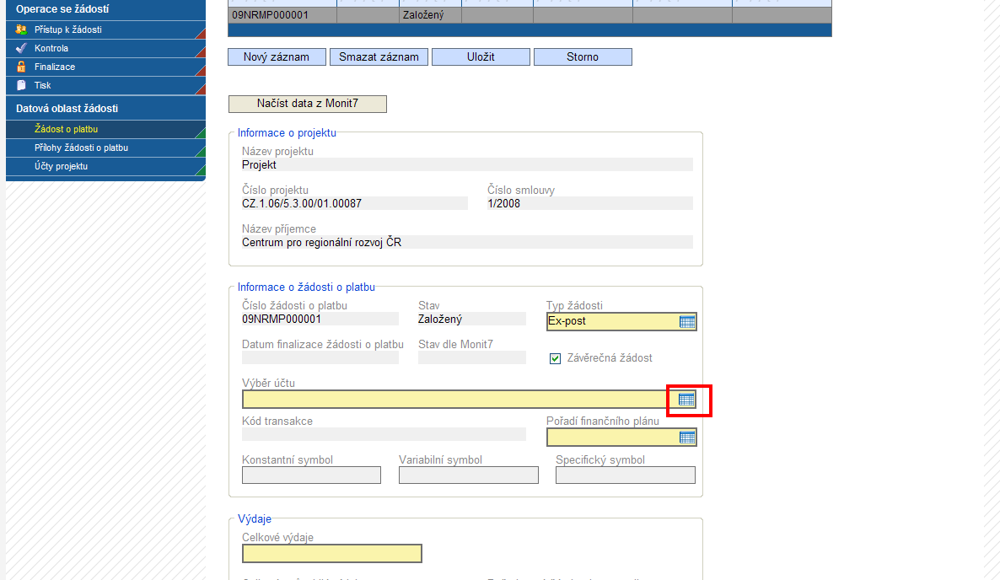 Operace se žádostí
Přístup k žádosti
Kontrola
Finalizace
Tisk
Datová oblast žádosti
Žádost o platbu
Přílohy žádosti o platbu
Účty projektu
09NRMP000001 Založený
Nový záznam Smazat záznam Uložit Storno
Načíst data z Monit7
Informace o projektu
Název projektu
Projekt
Číslo projektu Číslo smlouvy
CZ.1.06/5.3.00/01.00087 1/2008
Název příjemce
Centrum pro regionální rozvoj ČR
Informace o žádosti o platbu
Číslo žádosti o platbu Stav Typ žádosti
09NRMP000001 Založený Ex-post
Datum finalizace žádosti o platbu Stav dle Monit7
Závěrečná žádost
Výběr účtu
Kód transakce Pořadí finančního plánu
Konstantní symbol Variabilní symbol Specifický symbol
Výdaje
Celkové výdaje